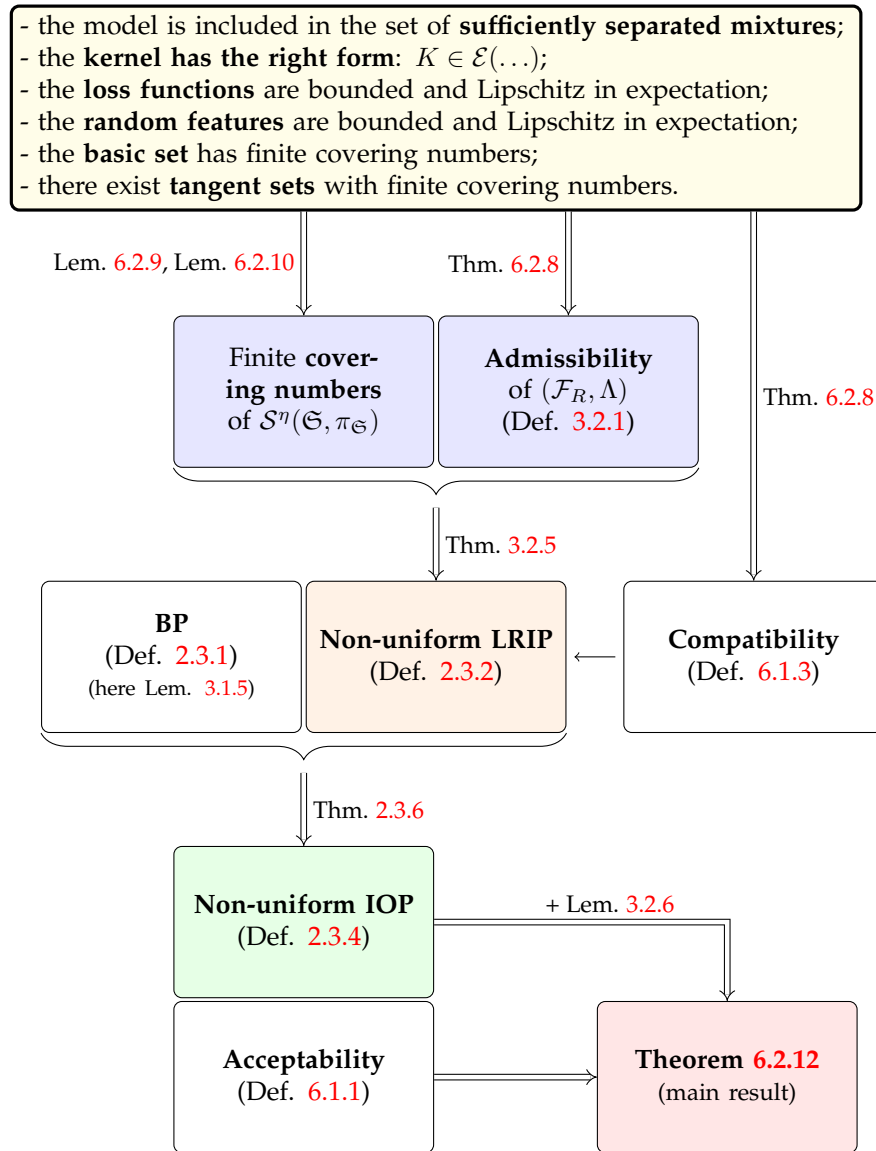 - the model is included in the set of sufficiently separated mixtures;
- the kernel has the right form: K ∈ ℰ(…);
- the loss functions are bounded and Lipschitz in expectation;
- the random features are bounded and Lipschitz in expectation;
- the basic set has finite covering numbers;
- there exist tangent sets with finite covering numbers.
Lem. 6.2.9, Lem. 6.2.10
Thm. 6.2.8
Thm. 6.2.8
Finite cover-
ing numbers
of 𝒮^η(𝔖, π_𝔖)
Admissibility
of (ℱ_R, Λ)
(Def. 3.2.1)
Thm. 3.2.5
BP
(Def. 2.3.1)
(here Lem. 3.1.5)
Non-uniform LRIP
(Def. 2.3.2)
Compatibility
(Def. 6.1.3)
Thm. 2.3.6
Non-uniform IOP
(Def. 2.3.4)
+ Lem. 3.2.6
Acceptability
(Def. 6.1.1)
Theorem 6.2.12
(main result)